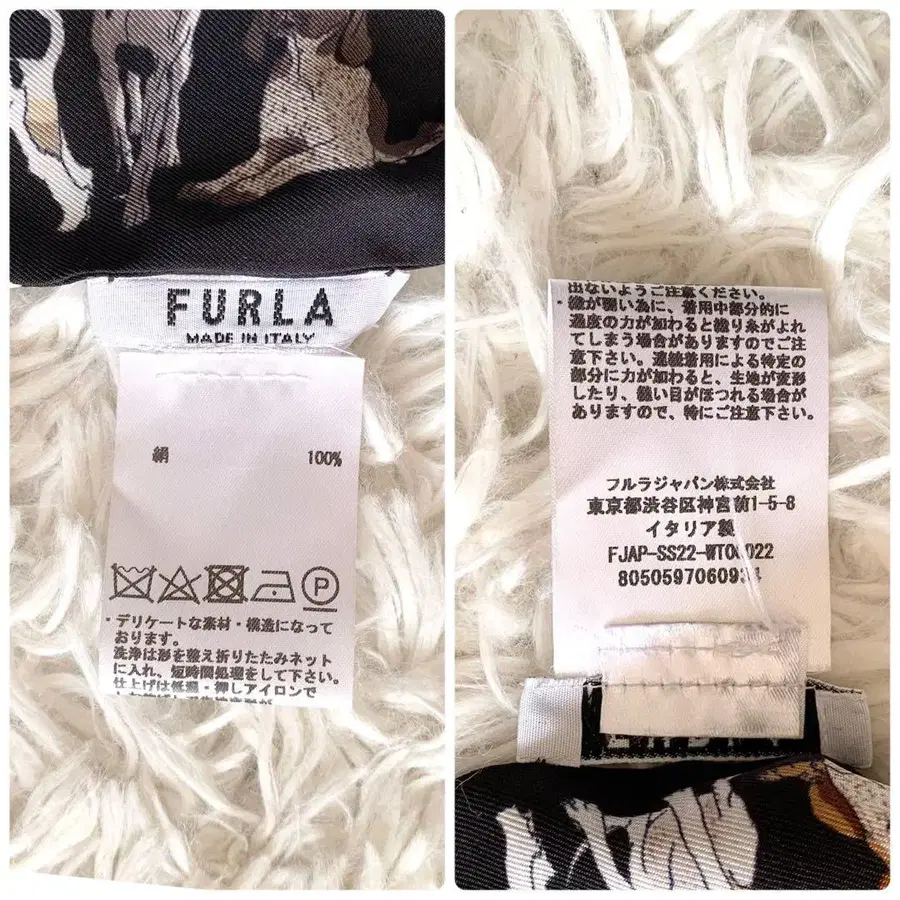 FURLA
MADE IN ITALY
絹 100%
P
・デリケートな素材・構造になって
おります。
洗浄は形を整え折りたたみネット
に入れ、短時間処理をして下さい。
仕上げは低温・押しアイロンで
出ないようご注意ください。
・織が弱い為に、着用中部分的に
過度の力が加わると織り糸がよれ
てしまう場合がありますのでご注
意下さい。連続着用による特定の
部分に力が加わると、生地が変形
したり、縫い目がほつれる場合が
ありますので、特にご注意下さい。
フルラジャパン株式会社
東京都渋谷区神宮前1-5-8
イタリア製
FJAP-SS22-WT00022
8050597060934